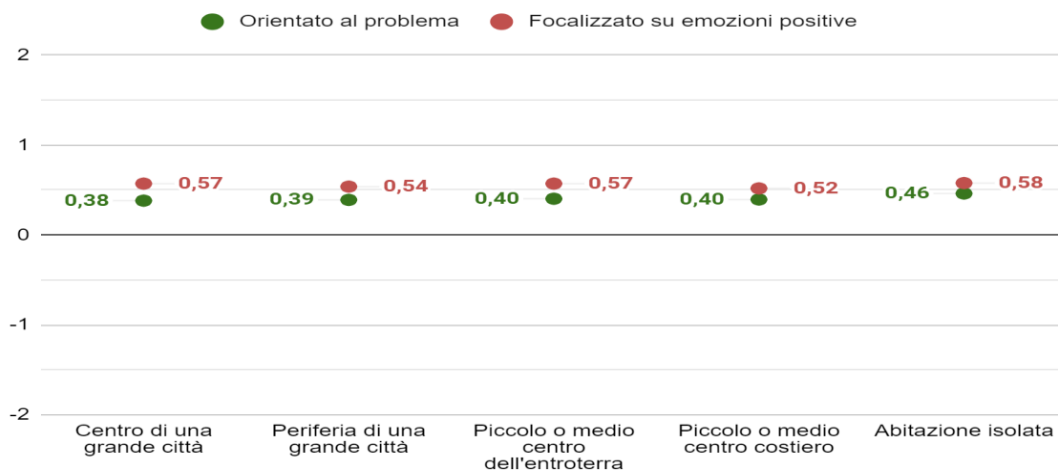 Orientato al problema Focalizzato su emozioni positive
2
1
0,57 0,54 0,57 0,52 0,58
0,38 0,39 0,40 0,40 0,46
0
-1
-2
Centro di una grande città
Periferia di una grande città
Piccolo o medio centro dell'entroterra
Piccolo o medio centro costiero
Abitazione isolata